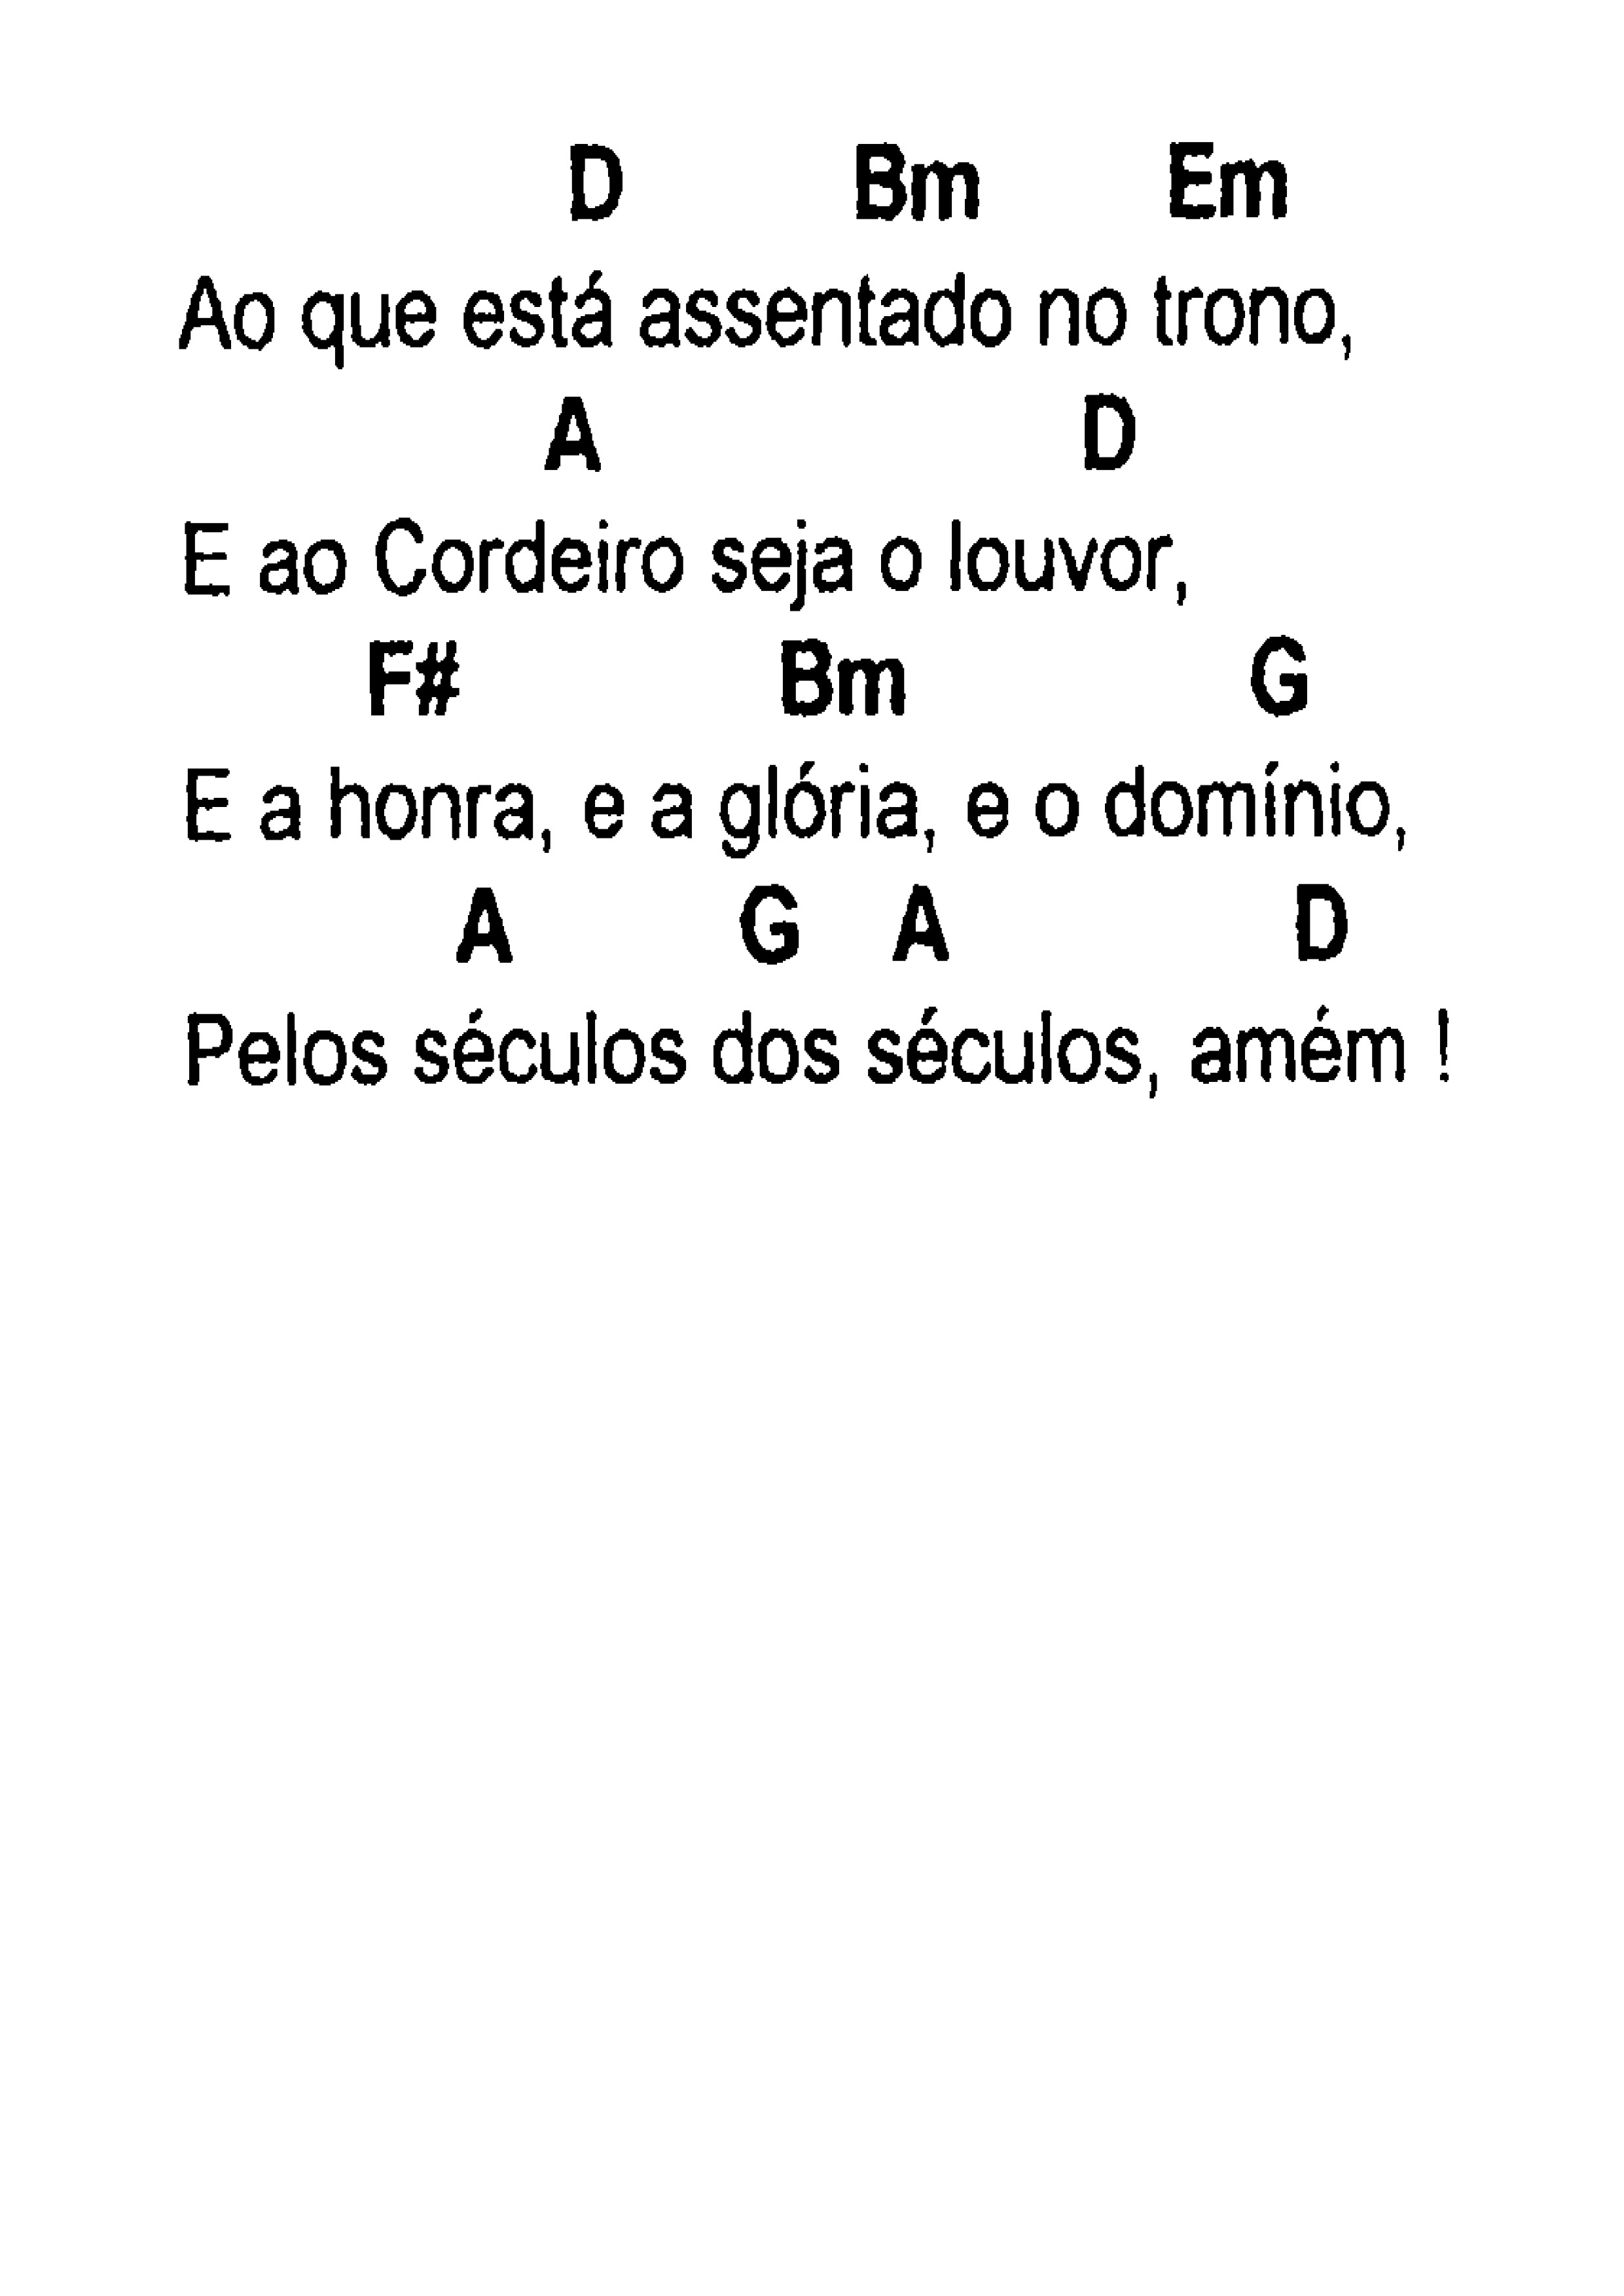 D Bm Em
Ao que está assentado no trono,
A D
E ao Cordeiro seja o louvor,
F# Bm G
E a honra, e a glória, e o domínio,
A G A D
Pelos séculos dos séculos, amém !